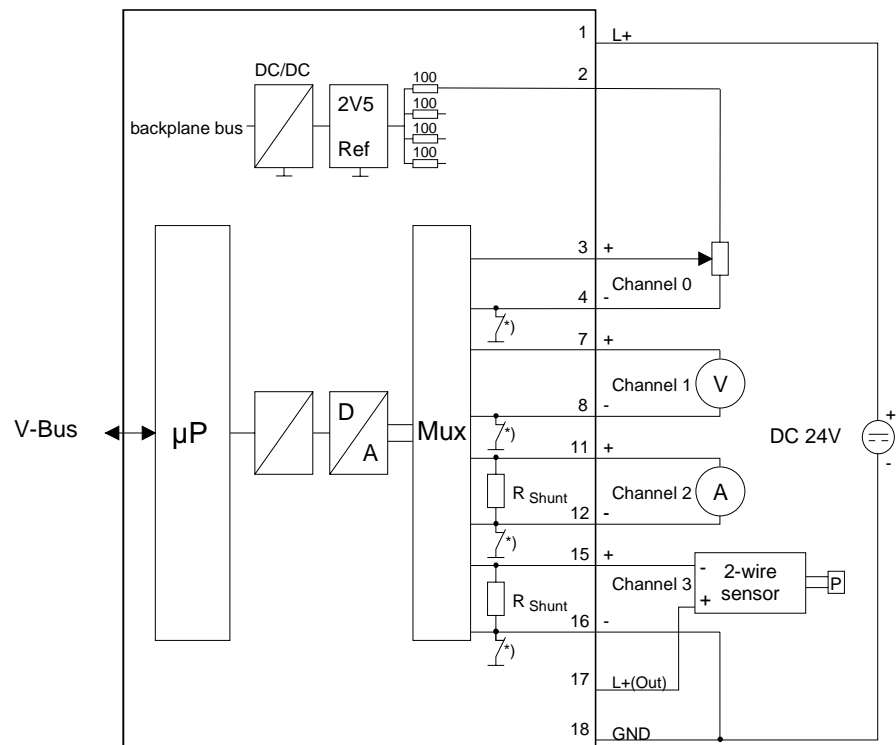 1 L+
2
DC/DC
100
100
100
100
2V5
Ref
backplane bus
3 +
Channel 0
4 -
*)
7 +
Channel 1 V
8 -
*)
V-Bus
µP
D
A
Mux
DC 24V
+
-
11 +
R Shunt
Channel 2 A
12 -
*)
15 +
Channel 3
-
+
2-wire
sensor
P
R Shunt
16 -
*)
17 L+(Out)
18 GND